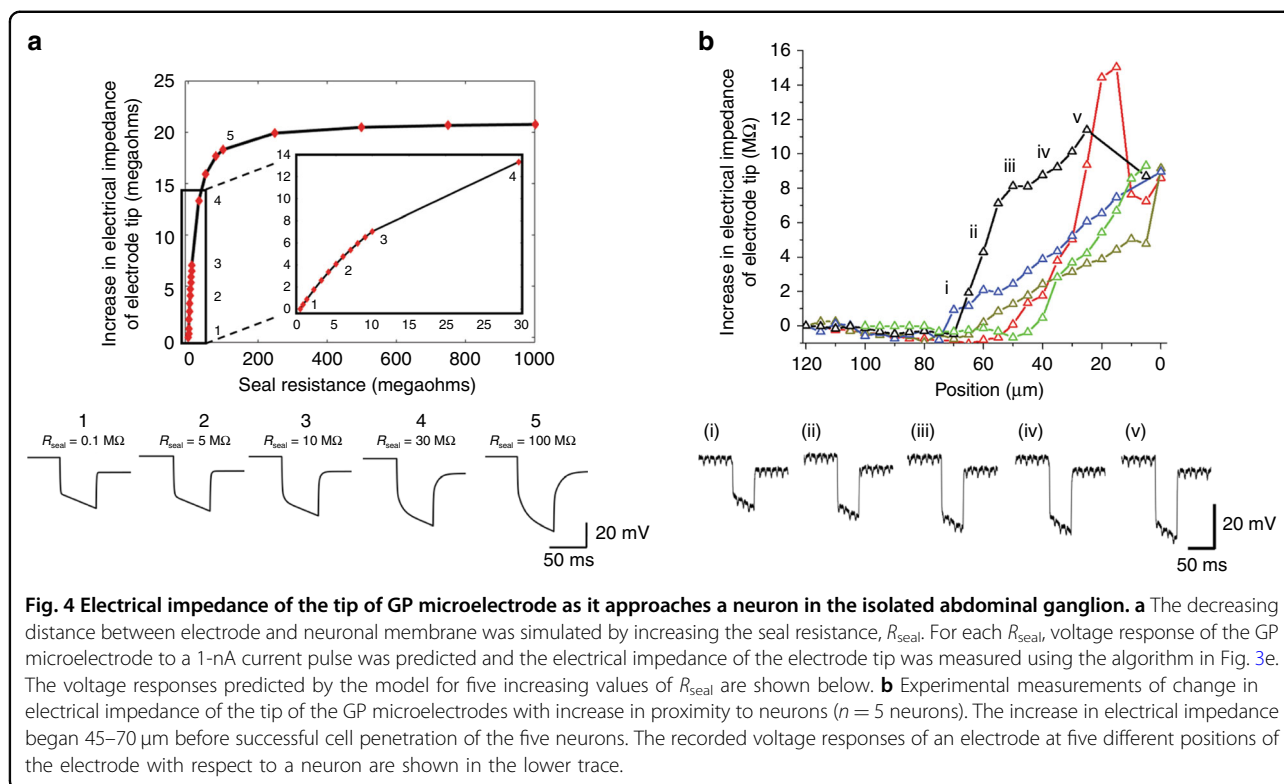 a
25
20
15
10
5
0
Increase in electrical impedance
of electrode tip (megaohms)
5
4
3
2
1
14
12
10
8
6
4
2
0
4
3
2
1
0
5
10
15
20
25
30
0
200
400
600
800
1000
Seal resistance (megaohms)
1
R_seal = 0.1 MΩ
2
R_seal = 5 MΩ
3
R_seal = 10 MΩ
4
R_seal = 30 MΩ
5
R_seal = 100 MΩ
20 mV
50 ms
b
16
14
12
10
8
6
4
2
0
Increase in electrical impedance
of electrode tip (MΩ)
i
ii
iii
iv
v
120
100
80
60
40
20
0
Position (μm)
(i)
(ii)
(iii)
(iv)
(v)
20 mV
50 ms
Fig. 4 Electrical impedance of the tip of GP microelectrode as it approaches a neuron in the isolated abdominal ganglion. a The decreasing
distance between electrode and neuronal membrane was simulated by increasing the seal resistance, R_seal. For each R_seal, voltage response of the GP
microelectrode to a 1-nA current pulse was predicted and the electrical impedance of the electrode tip was measured using the algorithm in Fig. 3e.
The voltage responses predicted by the model for five increasing values of R_seal are shown below. b Experimental measurements of change in
electrical impedance of the tip of the GP microelectrodes with increase in proximity to neurons (n = 5 neurons). The increase in electrical impedance
began 45–70 μm before successful cell penetration of the five neurons. The recorded voltage responses of an electrode at five different positions of
the electrode with respect to a neuron are shown in the lower trace.